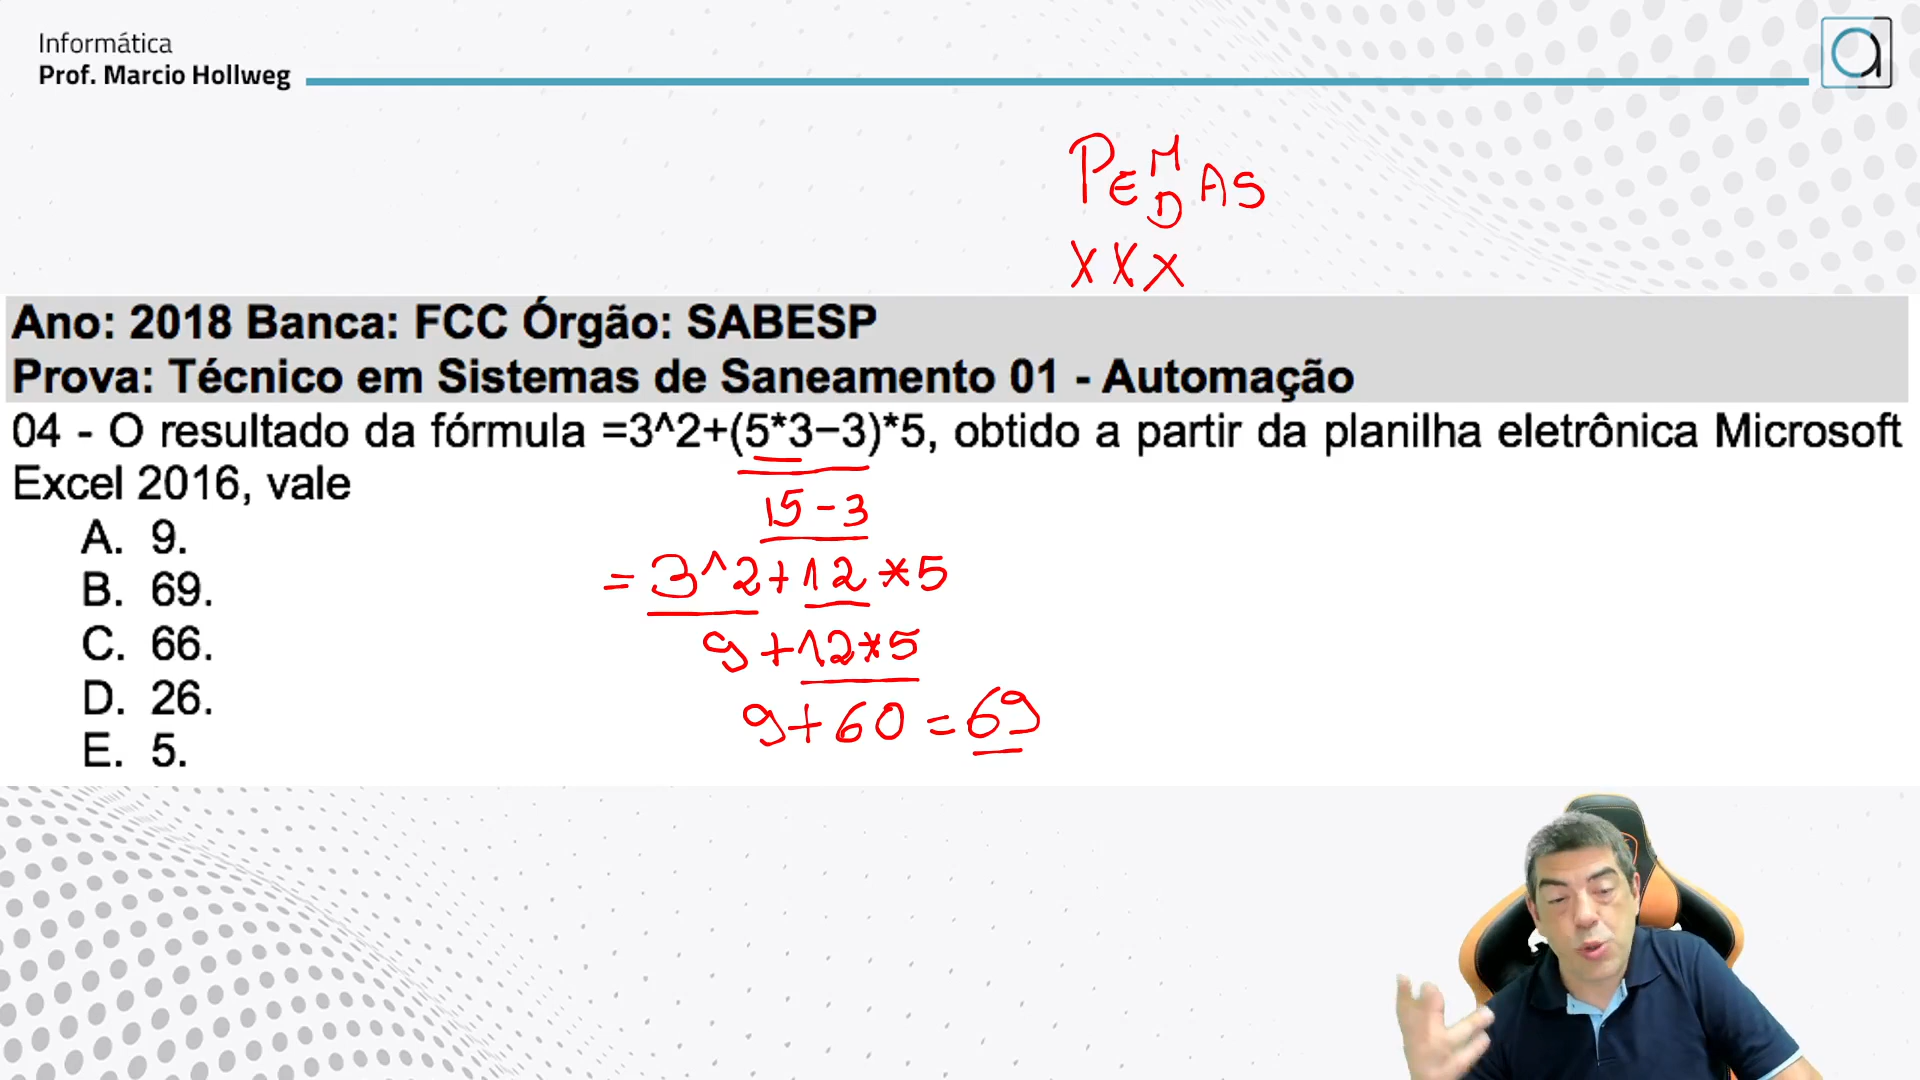 Informática
Prof. Marcio Hollweg
PEMDAS
X X X
Ano: 2018 Banca: FCC Órgão: SABESP
Prova: Técnico em Sistemas de Saneamento 01 - Automação
04 - O resultado da fórmula =3^2+(5*3−3)*5, obtido a partir da planilha eletrônica Microsoft
Excel 2016, vale
15-3
A. 9.
= 3^2+12*5
B. 69.
C. 66.
9+12*5
D. 26.
9+60=69
E. 5.